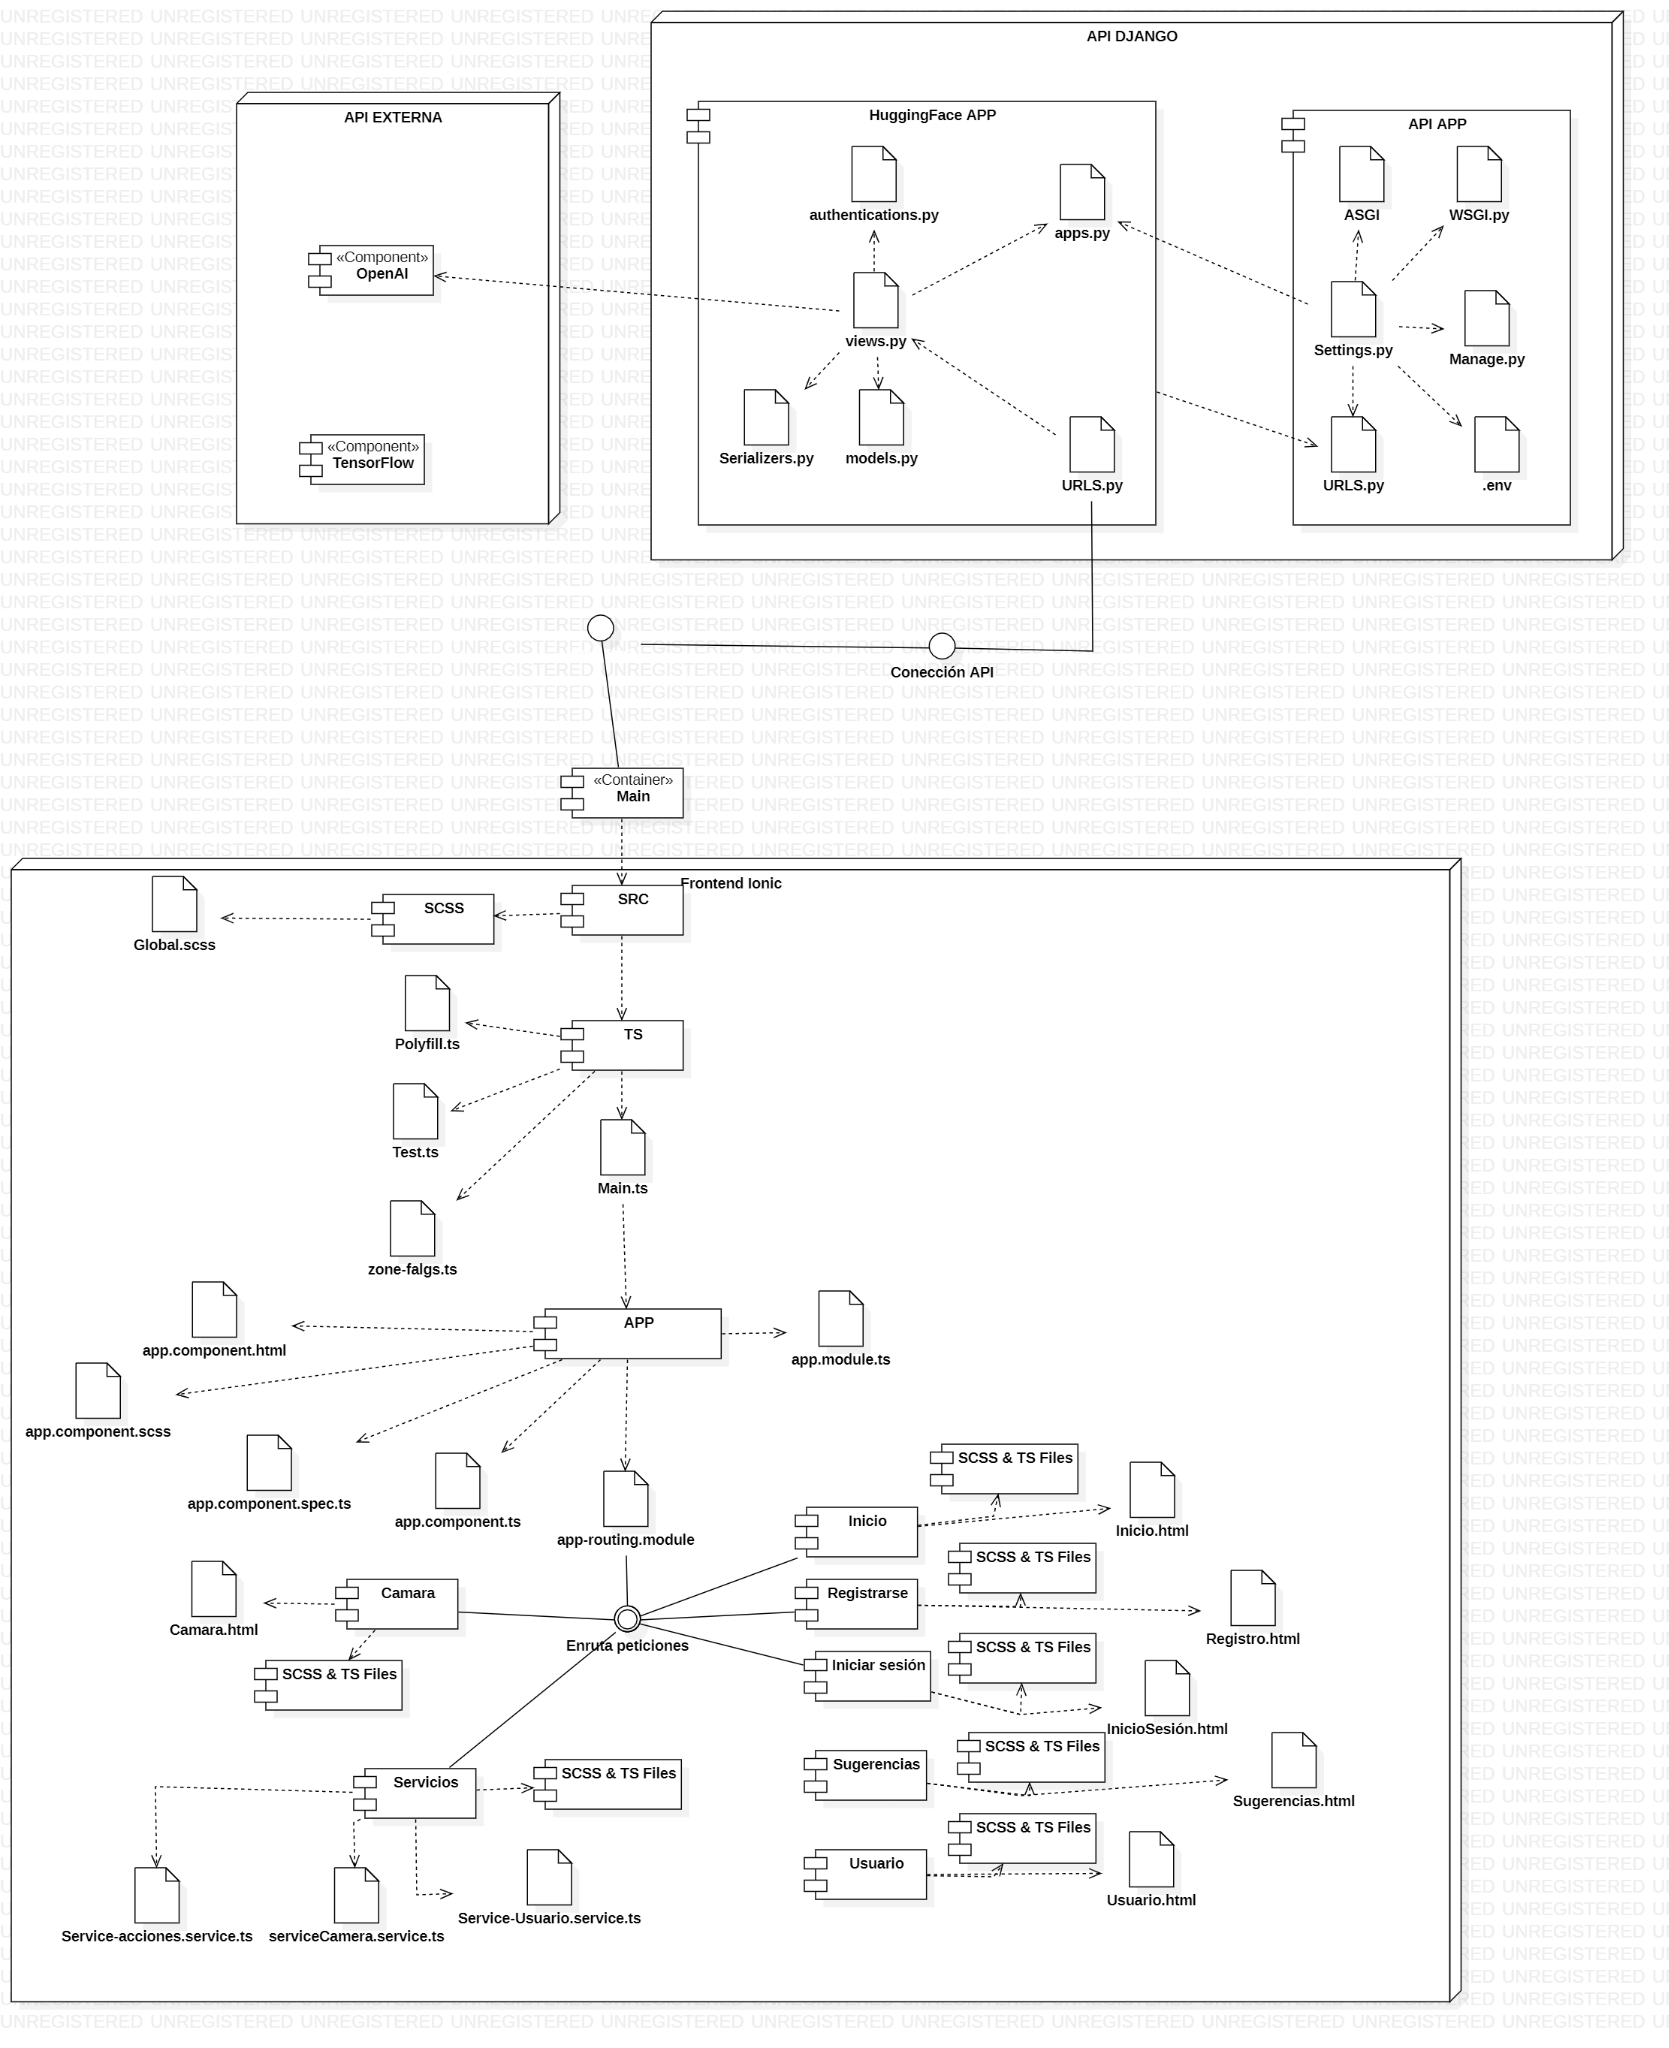 API DJANGO
API EXTERNA
HuggingFace APP
API APP
authentications.py
apps.py
ASGI
WSGI.py
«Component»
OpenAI
views.py
Settings.py
Manage.py
«Component»
TensorFlow
Serializers.py
models.py
URLS.py
URLS.py
.env
Conección API
«Container»
Main
Frontend Ionic
Global.scss
SCSS
SRC
Polyfill.ts
TS
Test.ts
Main.ts
zone-falgs.ts
app.component.html
APP
app.module.ts
app.component.scss
app.component.spec.ts
app.component.ts
app-routing.module
SCSS & TS Files
Inicio
Inicio.html
SCSS & TS Files
Camara.html
Camara
Registrarse
Registro.html
Enruta peticiones
SCSS & TS Files
SCSS & TS Files
Iniciar sesión
InicioSesión.html
SCSS & TS Files
Sugerencias
Sugerencias.html
Servicios
SCSS & TS Files
SCSS & TS Files
Usuario
Usuario.html
Service-acciones.service.ts
serviceCamera.service.ts
Service-Usuario.service.ts
UNREGISTERED UNREGISTERED UNREGISTERED UNREGISTERED